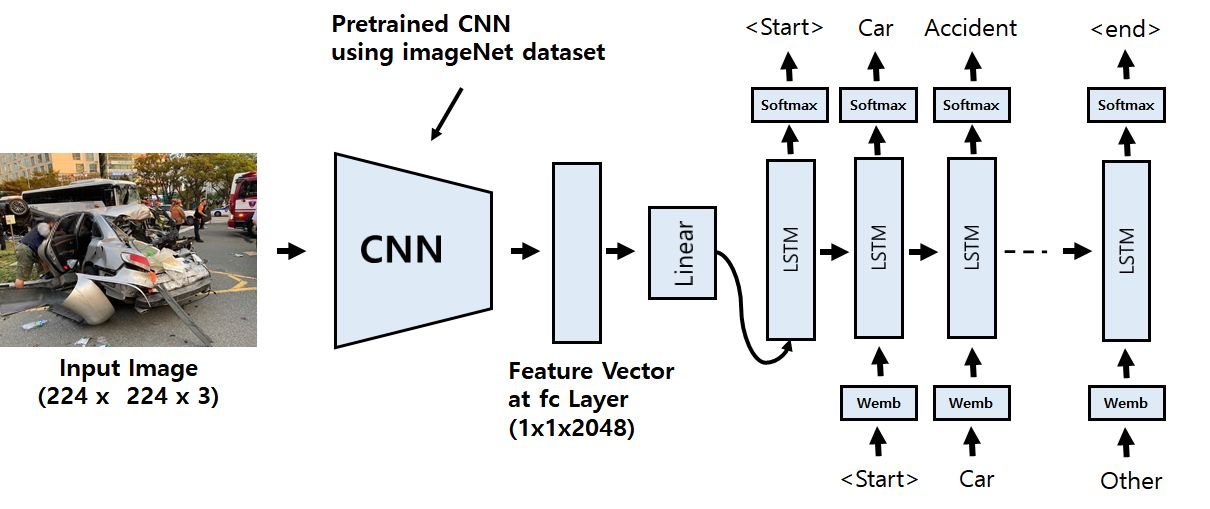 Pretrained CNN
using imageNet dataset
<Start>
Car
Accident
<end>
Softmax
Softmax
Softmax
Softmax
CNN
Linear
LSTM
LSTM
LSTM
LSTM
Input Image
(224 x 224 x 3)
Feature Vector
at fc Layer
(1x1x2048)
Wemb
Wemb
Wemb
<Start>
Car
Other